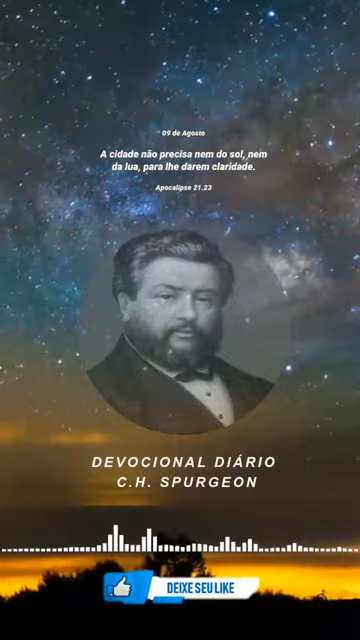 09 de Agosto
A cidade não precisa nem do sol, nem
da lua, para lhe darem claridade.
Apocalipse 21.23
DEVOCIONAL DIÁRIO
C.H. SPURGEON
DEIXE SEU LIKE